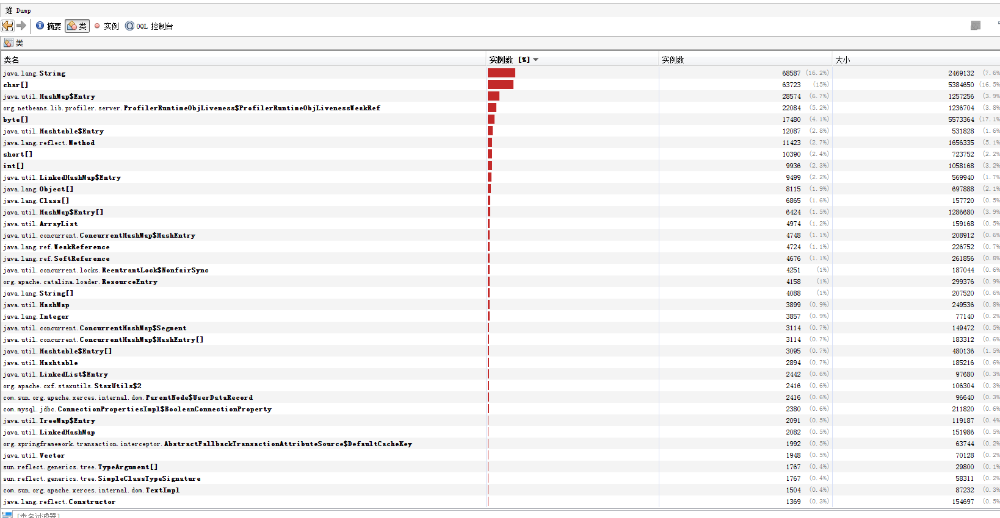 堆 Dump
摘要 类 实例 OQL 控制台
类
类名 实例数 [%] 实例数 大小
java.lang.String 68587 (16.2%) 2469132 (7.6%
char[] 63723 (15%) 5384650 (16.5%
java.util.HashMap$Entry 28574 (6.7%) 1257256 (3.9%
org.netbeans.lib.profiler.server.ProfilerRuntimeObjLiveness$ProfilerRuntimeObjLivenessWeakRef 22084 (5.2%) 1236704 (3.8%
byte[] 17480 (4.1%) 5573364 (17.1%
java.util.Hashtable$Entry 12087 (2.8%) 531828 (1.6%
java.lang.reflect.Method 11423 (2.7%) 1656335 (5.1%
short[] 10390 (2.4%) 723752 (2.2%
int[] 9936 (2.3%) 1058168 (3.2%
java.util.LinkedHashMap$Entry 9499 (2.2%) 569940 (1.7%
java.lang.Object[] 8115 (1.9%) 697888 (2.1%
java.lang.Class[] 6865 (1.6%) 157720 (0.5%
java.util.HashMap$Entry[] 6424 (1.5%) 1286680 (3.9%
java.util.ArrayList 4974 (1.2%) 159168 (0.5%
java.util.concurrent.ConcurrentHashMap$HashEntry 4748 (1.1%) 208912 (0.6%
java.lang.ref.WeakReference 4724 (1.1%) 226752 (0.7%
java.lang.ref.SoftReference 4676 (1.1%) 261856 (0.8%
java.util.concurrent.locks.ReentrantLock$NonfairSync 4251 (1%) 187044 (0.6%
org.apache.catalina.loader.ResourceEntry 4158 (1%) 299376 (0.9%
java.lang.String[] 4088 (1%) 207520 (0.6%
java.util.HashMap 3899 (0.9%) 249536 (0.8%
java.lang.Integer 3857 (0.9%) 77140 (0.2%
java.util.concurrent.ConcurrentHashMap$Segment 3114 (0.7%) 149472 (0.5%
java.util.concurrent.ConcurrentHashMap$HashEntry[] 3114 (0.7%) 183312 (0.6%
java.util.Hashtable$Entry[] 3095 (0.7%) 480136 (1.5%
java.util.Hashtable 2894 (0.7%) 185216 (0.6%
java.util.LinkedList$Entry 2442 (0.6%) 97680 (0.3%
org.apache.cxf.staxutils.StaxUtils$2 2416 (0.6%) 106304 (0.3%
com.sun.org.apache.xerces.internal.dom.ParentNode$UserDataRecord 2416 (0.6%) 96640 (0.3%
com.mysql.jdbc.ConnectionPropertiesImpl$BooleanConnectionProperty 2380 (0.6%) 211820 (0.6%
java.util.TreeMap$Entry 2091 (0.5%) 119187 (0.4%
java.util.LinkedHashMap 2082 (0.5%) 151986 (0.5%
org.springframework.transaction.interceptor.AbstractFallbackTransactionAttributeSource$DefaultCacheKey 1992 (0.5%) 63744 (0.2%
java.util.Vector 1948 (0.5%) 70128 (0.2%
sun.reflect.generics.tree.TypeArgument[] 1767 (0.4%) 29800 (0.1%
sun.reflect.generics.tree.SimpleClassTypeSignature 1767 (0.4%) 58311 (0.2%
com.sun.org.apache.xerces.internal.dom.TextImpl 1504 (0.4%) 87232 (0.3%
java.lang.reflect.Constructor 1369 (0.3%) 154697 (0.5%
[类名过滤器]